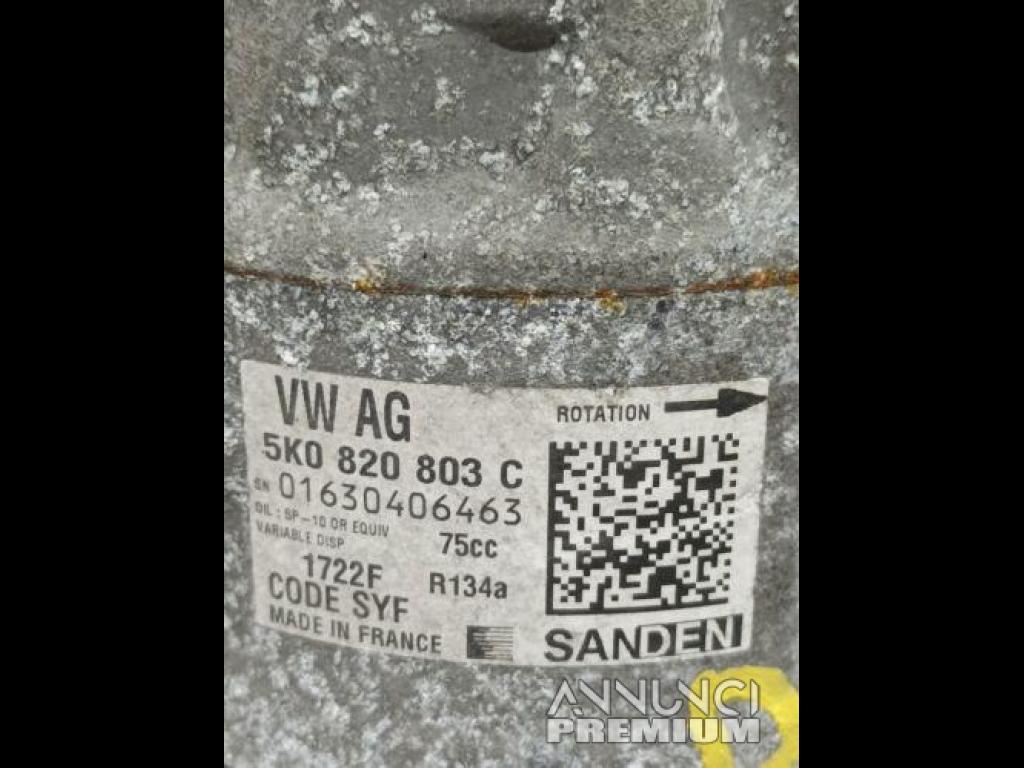 VW AG
ROTATION
5K0 820 803 C
SN 01630406463
OIL : SP-10 OR EQUIV
VARIABLE DISP
75cc
1722F
R134a
CODE SYF
MADE IN FRANCE
SANDEN
ANNUNCI
PREMIUM